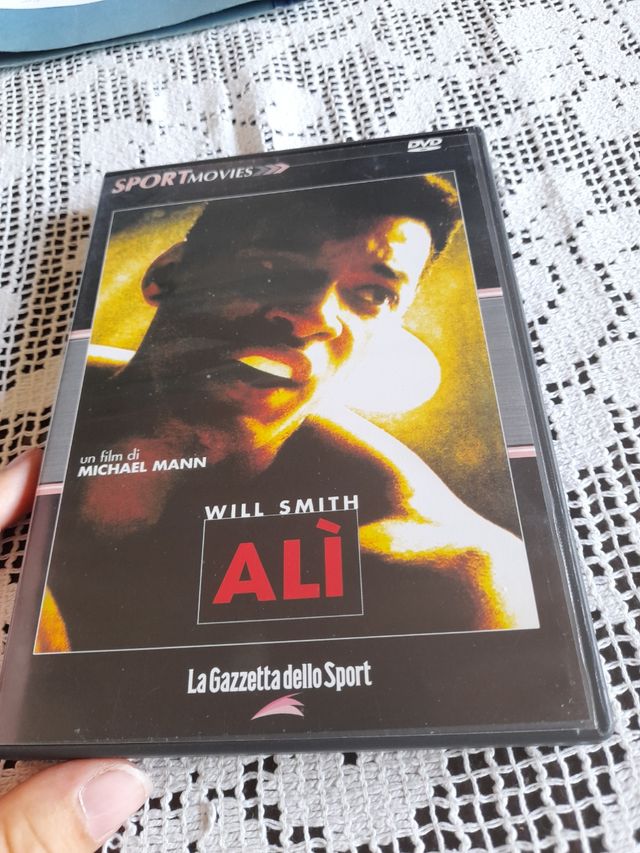 SPORTMOVIES
DVD
un film di
MICHAEL MANN
WILL SMITH
ALÌ
La Gazzetta dello Sport